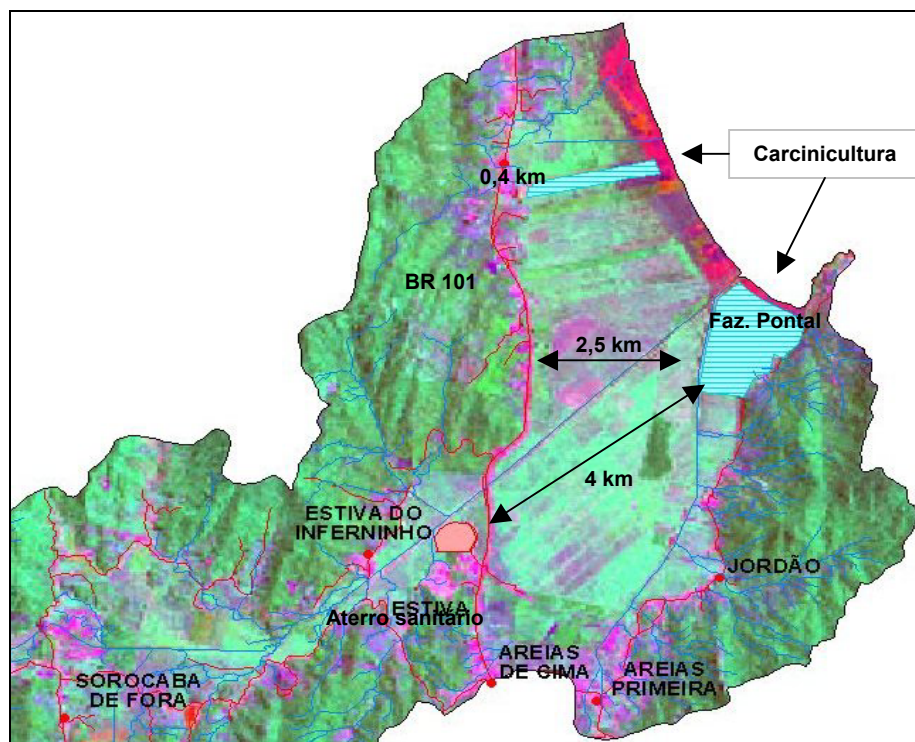 Carcinicultura
0,4 km
BR 101
Faz. Pontal
2,5 km
4 km
ESTIVA DO
INFERNINHO
JORDÃO
ESTIVA
Aterro sanitário
AREIAS
DE CIMA
AREIAS
PRIMEIRA
SOROCABA
DE FORA